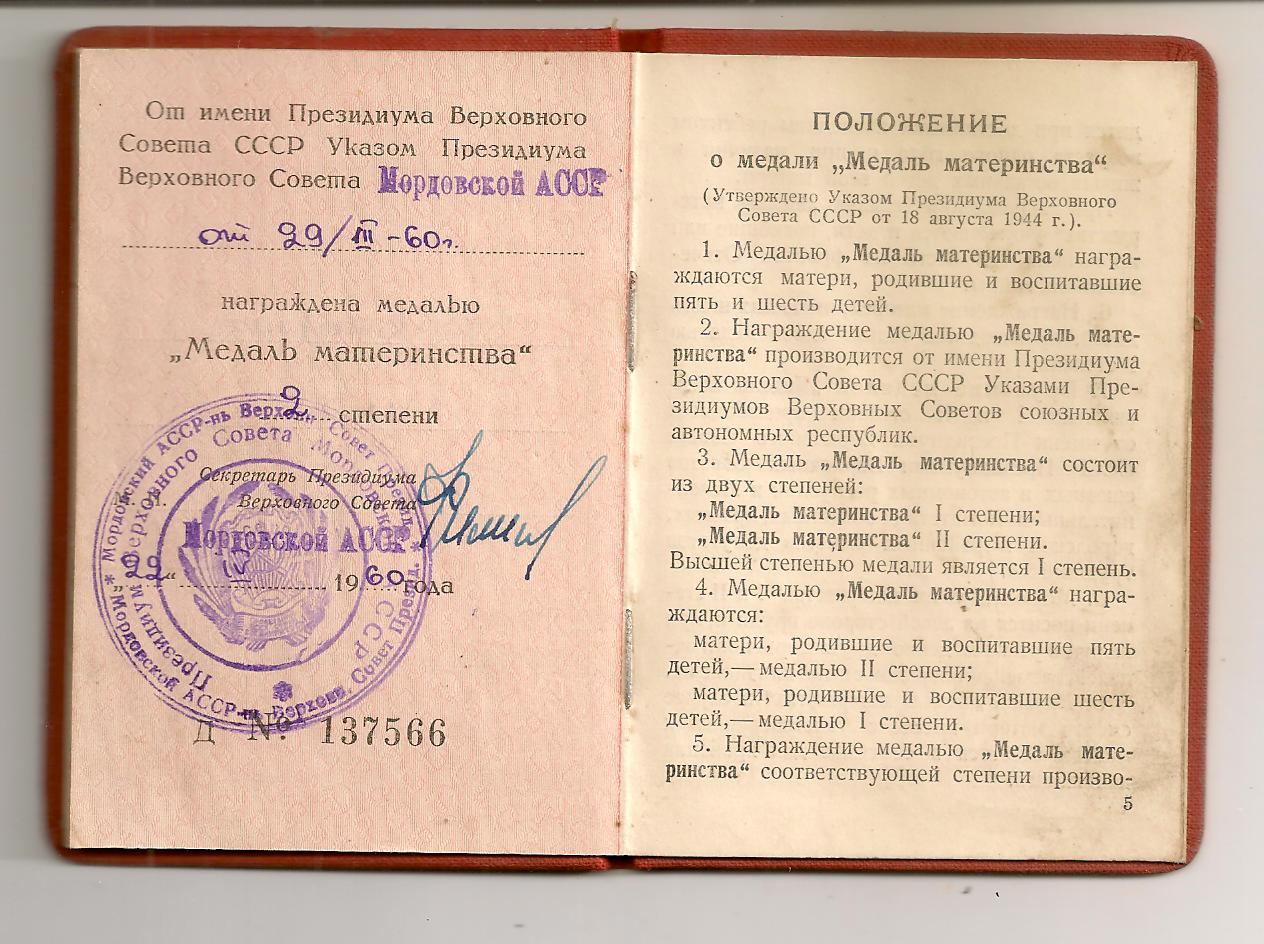 От имени Президиума Верховного
Совета СССР Указом Президиума
Верховного Совета Мордовской АССР
от 29/III -60г.
награждена медалью
„Медаль материнства“
2 степени
Секретарь Президиума
Верховного Совета
Мордовской АССР
1960 года
Д № 137566
ПОЛОЖЕНИЕ
о медали „Медаль материнства“
(Утверждено Указом Президиума Верховного
Совета СССР от 18 августа 1944 г.).
1. Медалью „Медаль материнства“ награ-
ждаются матери, родившие и воспитавшие
пять и шесть детей.
2. Награждение медалью „Медаль мате-
ринства“ производится от имени Президиума
Верховного Совета СССР Указами Пре-
зидиумов Верховных Советов союзных и
автономных республик.
3. Медаль „Медаль материнства“ состоит
из двух степеней:
„Медаль материнства“ I степени;
„Медаль материнства“ II степени.
Высшей степенью медали является I степень.
4. Медалью „Медаль материнства“ награ-
ждаются:
матери, родившие и воспитавшие пять
детей,— медалью II степени;
матери, родившие и воспитавшие шесть
детей,— медалью I степени.
5. Награждение медалью „Медаль мате-
ринства“ соответствующей степени произво-
5